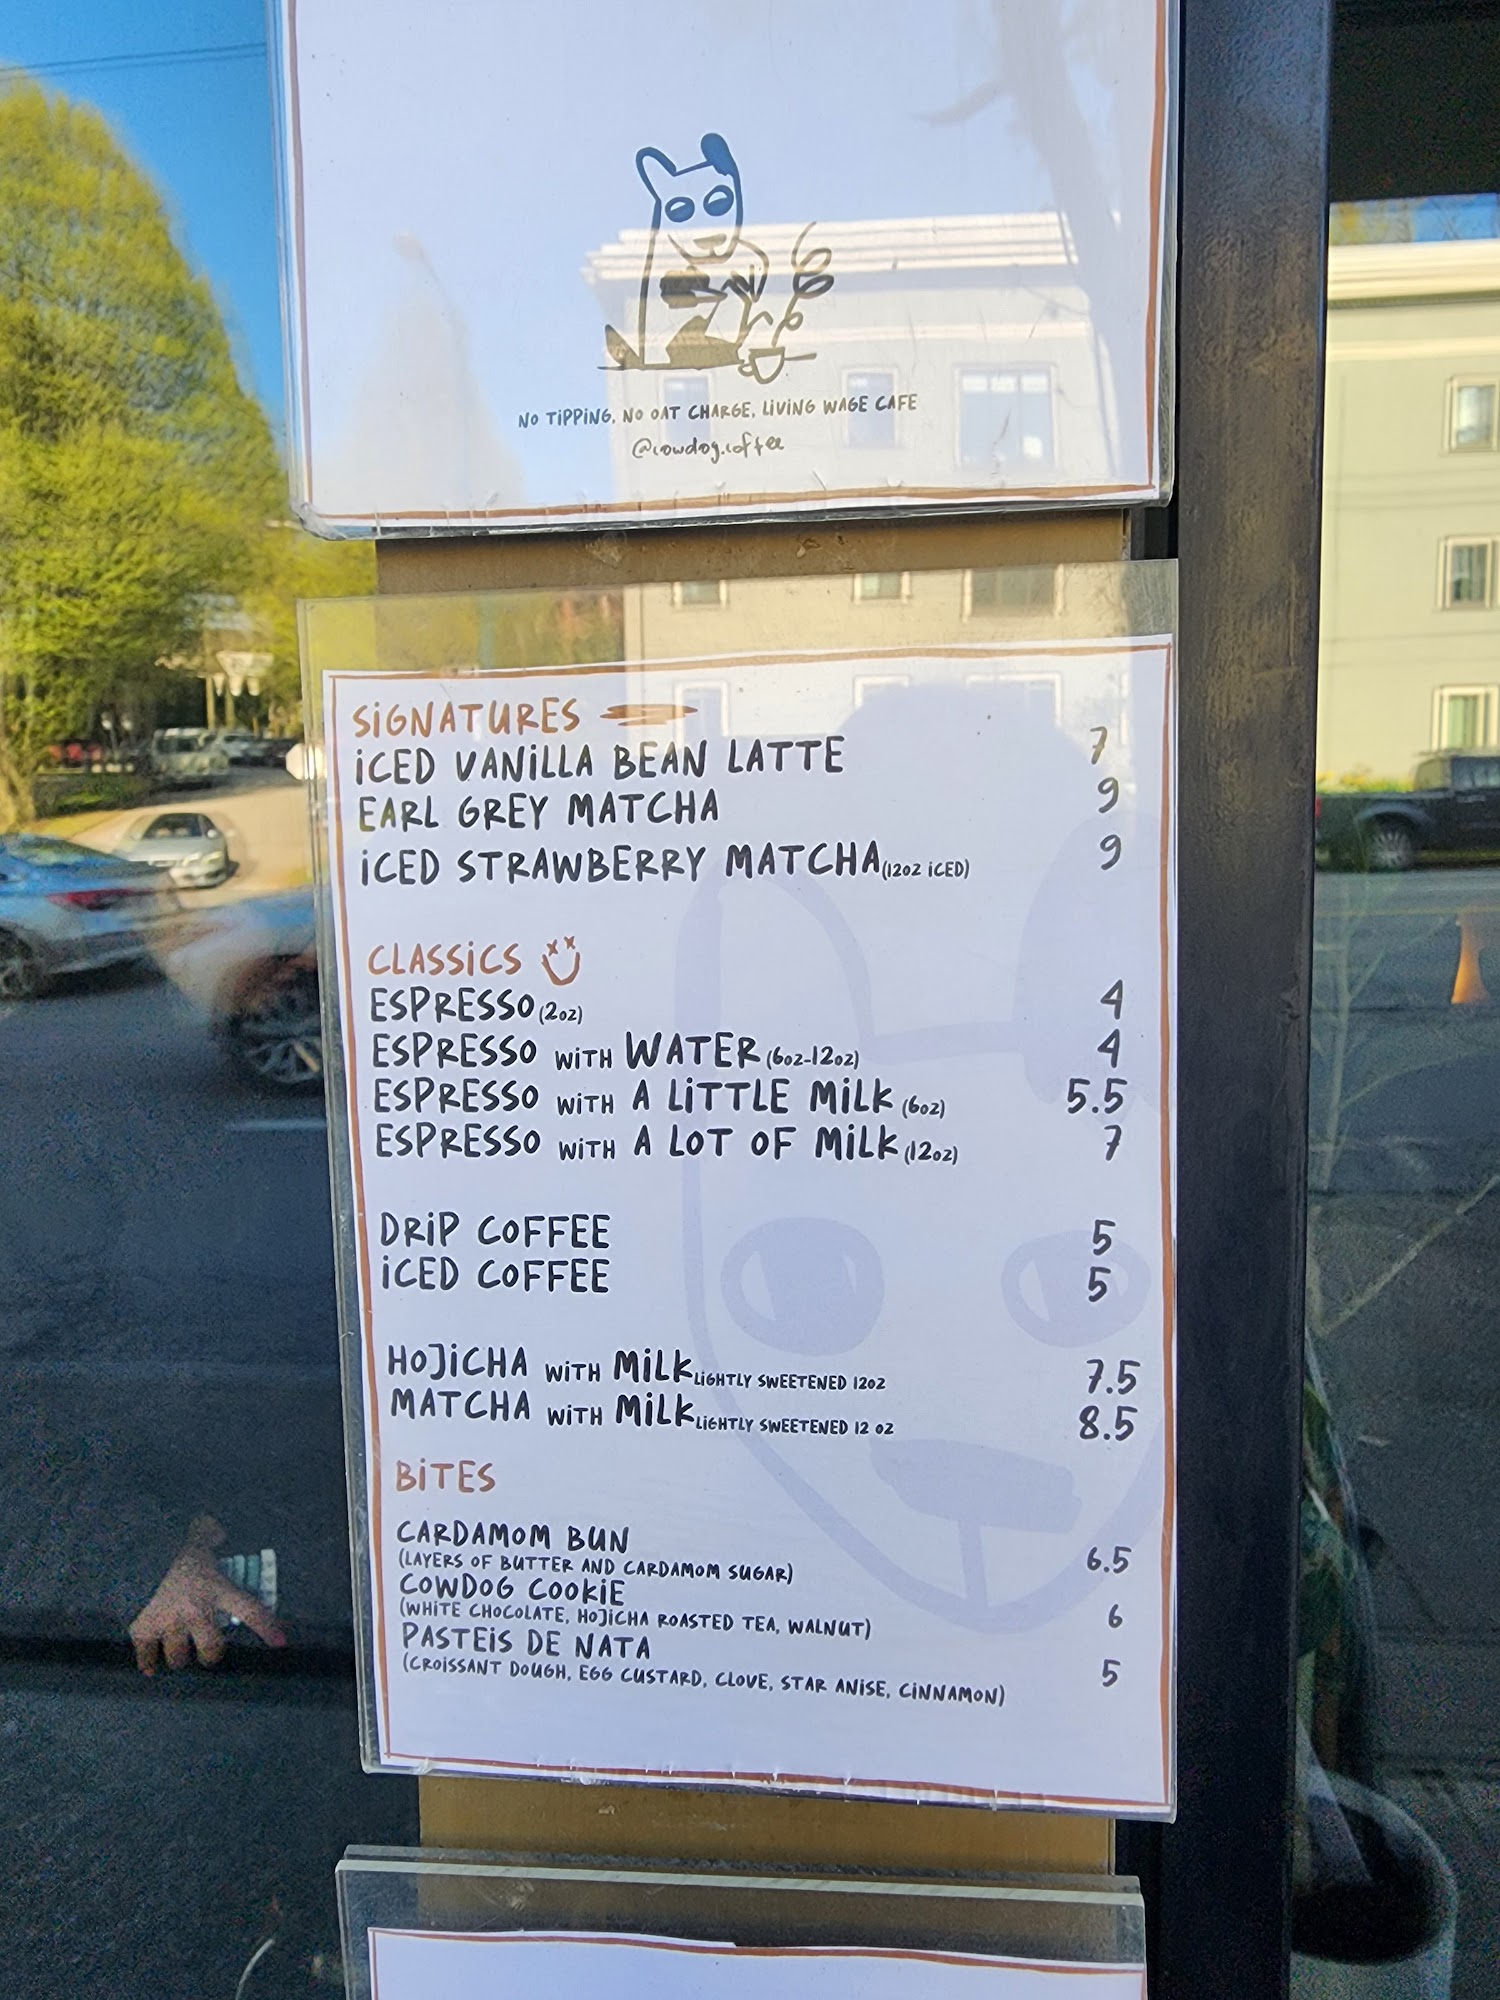 NO TIPPING, NO OAT CHARGE, LIVING WAGE CAFE
@cowdog.coffee
SIGNATURES
ICED VANILLA BEAN LATTE 7
EARL GREY MATCHA 9
ICED STRAWBERRY MATCHA (12OZ ICED) 9
CLASSICS
ESPRESSO (2OZ) 4
ESPRESSO WITH WATER (6OZ-12OZ) 4
ESPRESSO WITH A LITTLE MILK (6OZ) 5.5
ESPRESSO WITH A LOT OF MILK (12OZ) 7
DRIP COFFEE 5
ICED COFFEE 5
HOJICHA WITH MILK LIGHTLY SWEETENED 12OZ 7.5
MATCHA WITH MILK LIGHTLY SWEETENED 12 OZ 8.5
BITES
CARDAMOM BUN
(LAYERS OF BUTTER AND CARDAMOM SUGAR) 6.5
COWDOG COOKIE
(WHITE CHOCOLATE, HOJICHA ROASTED TEA, WALNUT) 6
PASTEIS DE NATA
(CROISSANT DOUGH, EGG CUSTARD, CLOVE, STAR ANISE, CINNAMON) 5